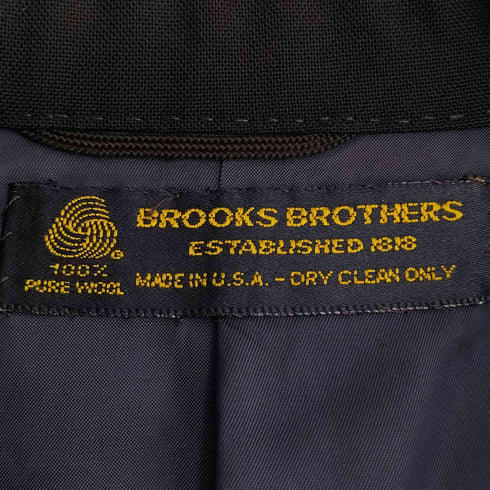 BROOKS BROTHERS
ESTABLISHED 1818
100%
PURE WOOL
MADE IN U.S.A. - DRY CLEAN ONLY